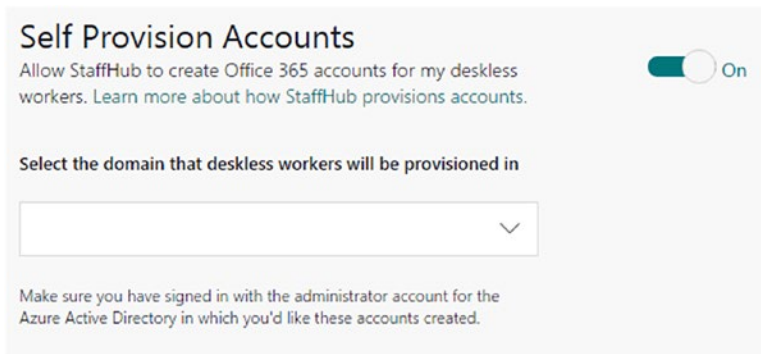 Self Provision Accounts
Allow StaffHub to create Office 365 accounts for my deskless
workers. Learn more about how StaffHub provisions accounts.
On
Select the domain that deskless workers will be provisioned in
Make sure you have signed in with the administrator account for the
Azure Active Directory in which you'd like these accounts created.